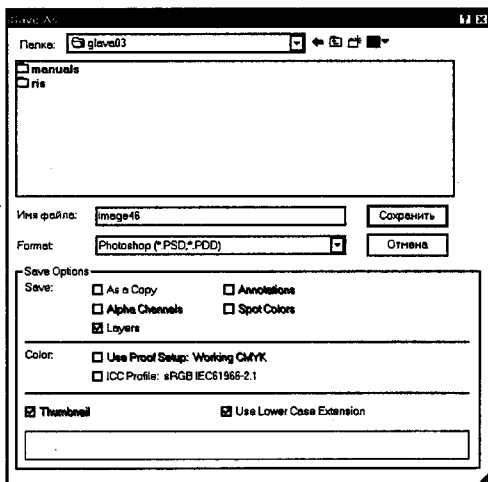 Save As
Папка: glava03
manuals
ris
Имя файла: image46 Сохранить
Format: Photoshop (*.PSD,*.PDD) Отмена
Save Options
Save: As a Copy Annotations
Alpha Channels Spot Colors
Layers
Color: Use Proof Setup: Working CMYK
ICC Profile: sRGB IEC61966-2.1
Thumbnail Use Lower Case Extension